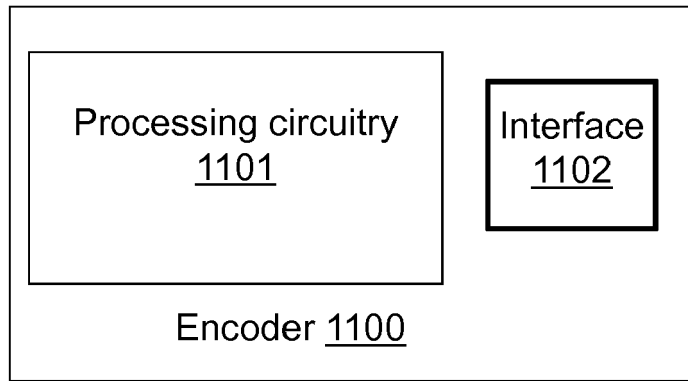 Processing circuitry
1101
Interface
1102
Encoder 1100